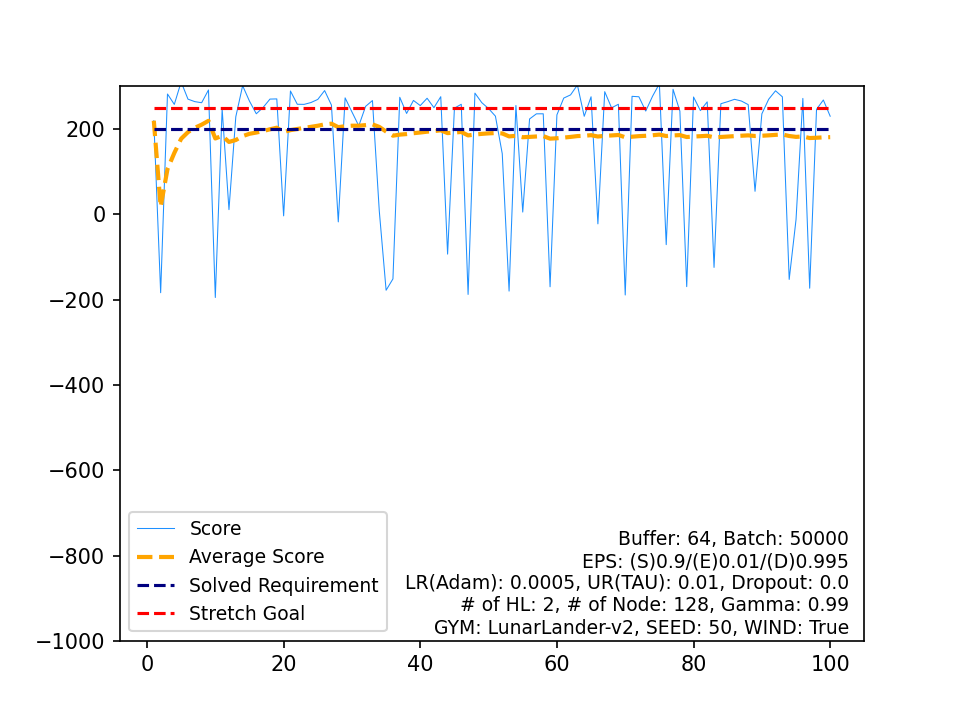 200
0
−200
−400
−600
−800
−1000
Score
Average Score
Solved Requirement
Stretch Goal
Buffer: 64, Batch: 50000
EPS: (S)0.9/(E)0.01/(D)0.995
LR(Adam): 0.0005, UR(TAU): 0.01, Dropout: 0.0
# of HL: 2, # of Node: 128, Gamma: 0.99
GYM: LunarLander-v2, SEED: 50, WIND: True
0 20 40 60 80 100